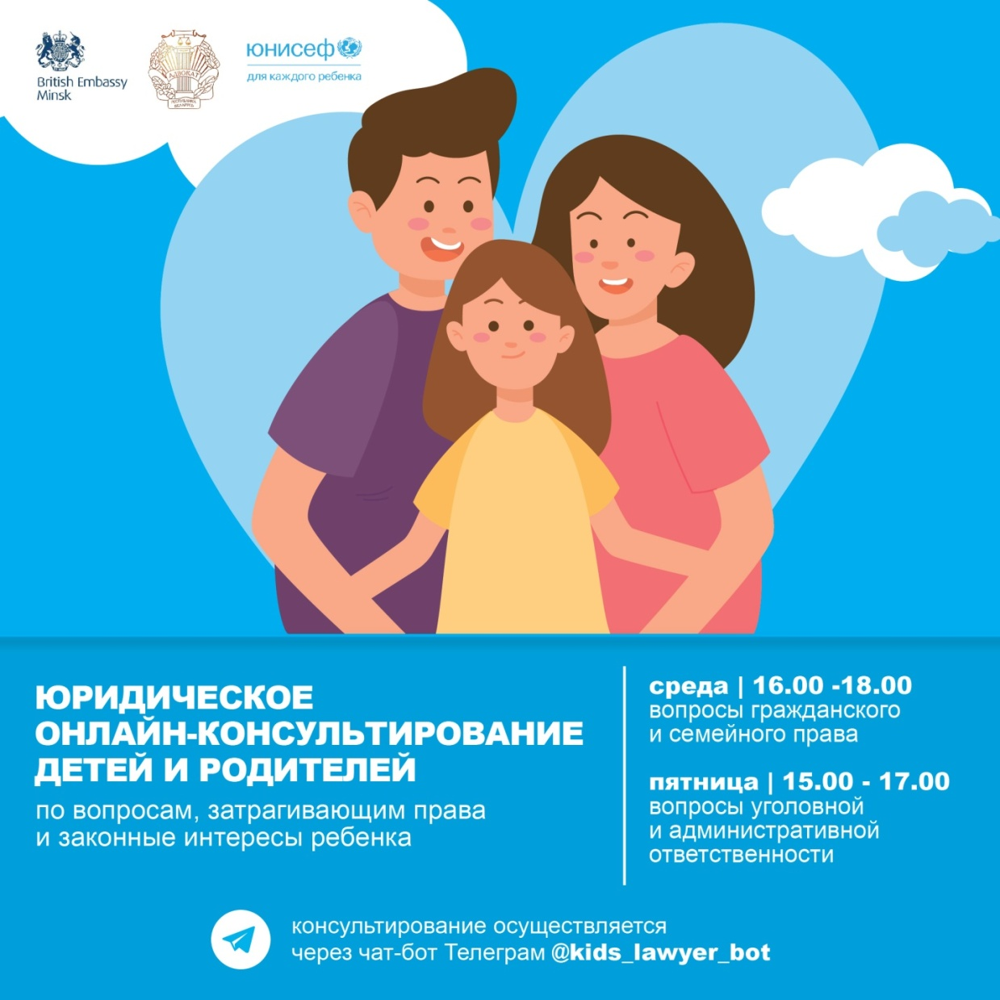 British Embassy
Minsk
АДВОКАТ
РЕСПУБЛИКА
БЕЛАРУСЬ
ЮНИСЕФ
для каждого ребенка
ЮРИДИЧЕСКОЕ
ОНЛАЙН-КОНСУЛЬТИРОВАНИЕ
ДЕТЕЙ И РОДИТЕЛЕЙ
по вопросам, затрагивающим права
и законные интересы ребенка
среда | 16.00 -18.00
вопросы гражданского
и семейного права
пятница | 15.00 - 17.00
вопросы уголовной
и административной
ответственности
консультирование осуществляется
через чат-бот Телеграм @kids_lawyer_bot